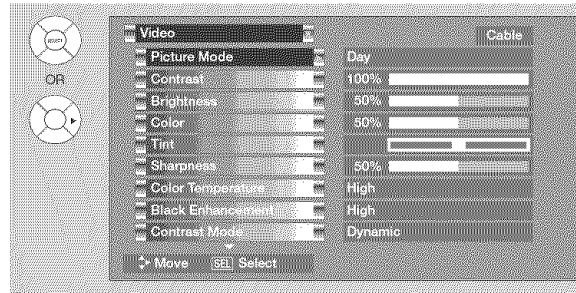 Video
Cable
SELECT
OR
Picture Mode Day
Contrast 100%
Brightness 50%
Color 50%
Tint
Sharpness 50%
Color Temperature High
Black Enhancement High
Contrast Mode Dynamic
Move SEL Select